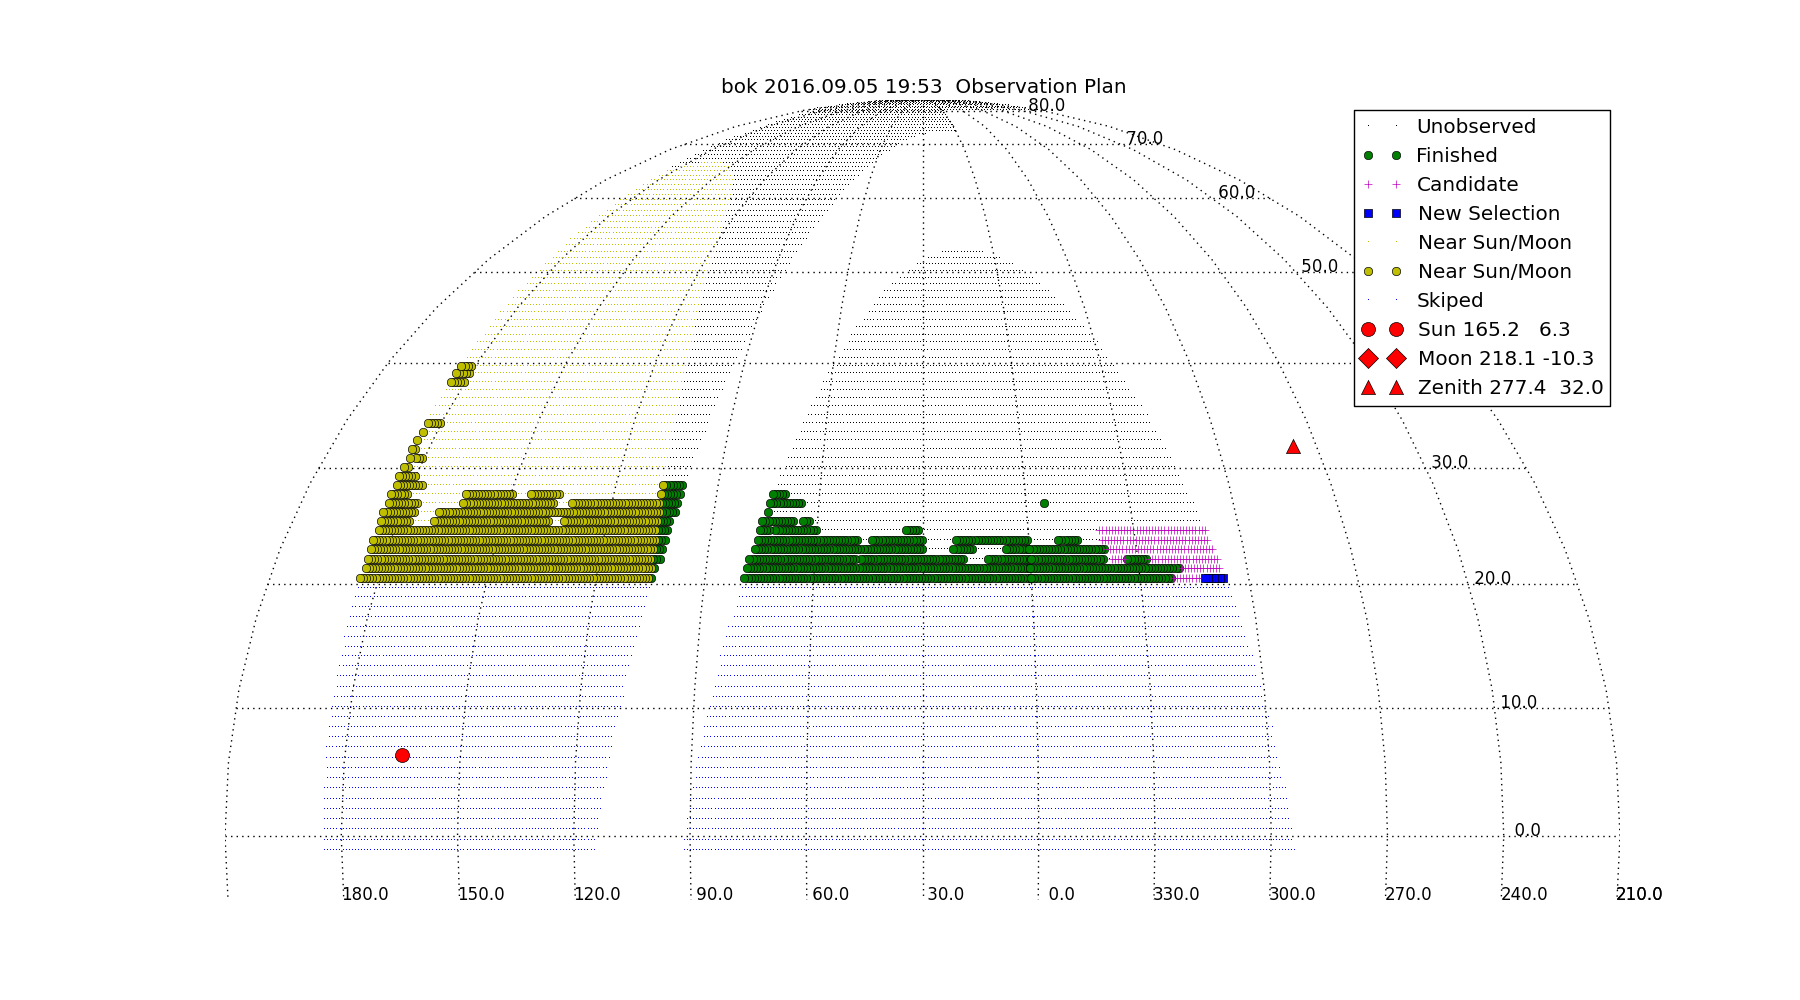 bok 2016.09.05 19:53  Observation Plan
80.0
70.0
60.0
50.0
30.0
20.0
10.0
0.0
Unobserved
Finished
Candidate
New Selection
Near Sun/Moon
Near Sun/Moon
Skiped
Sun 165.2   6.3
Moon 218.1 -10.3
Zenith 277.4  32.0
180.0 150.0 120.0 90.0 60.0 30.0 0.0 330.0 300.0 270.0 240.0 210.0